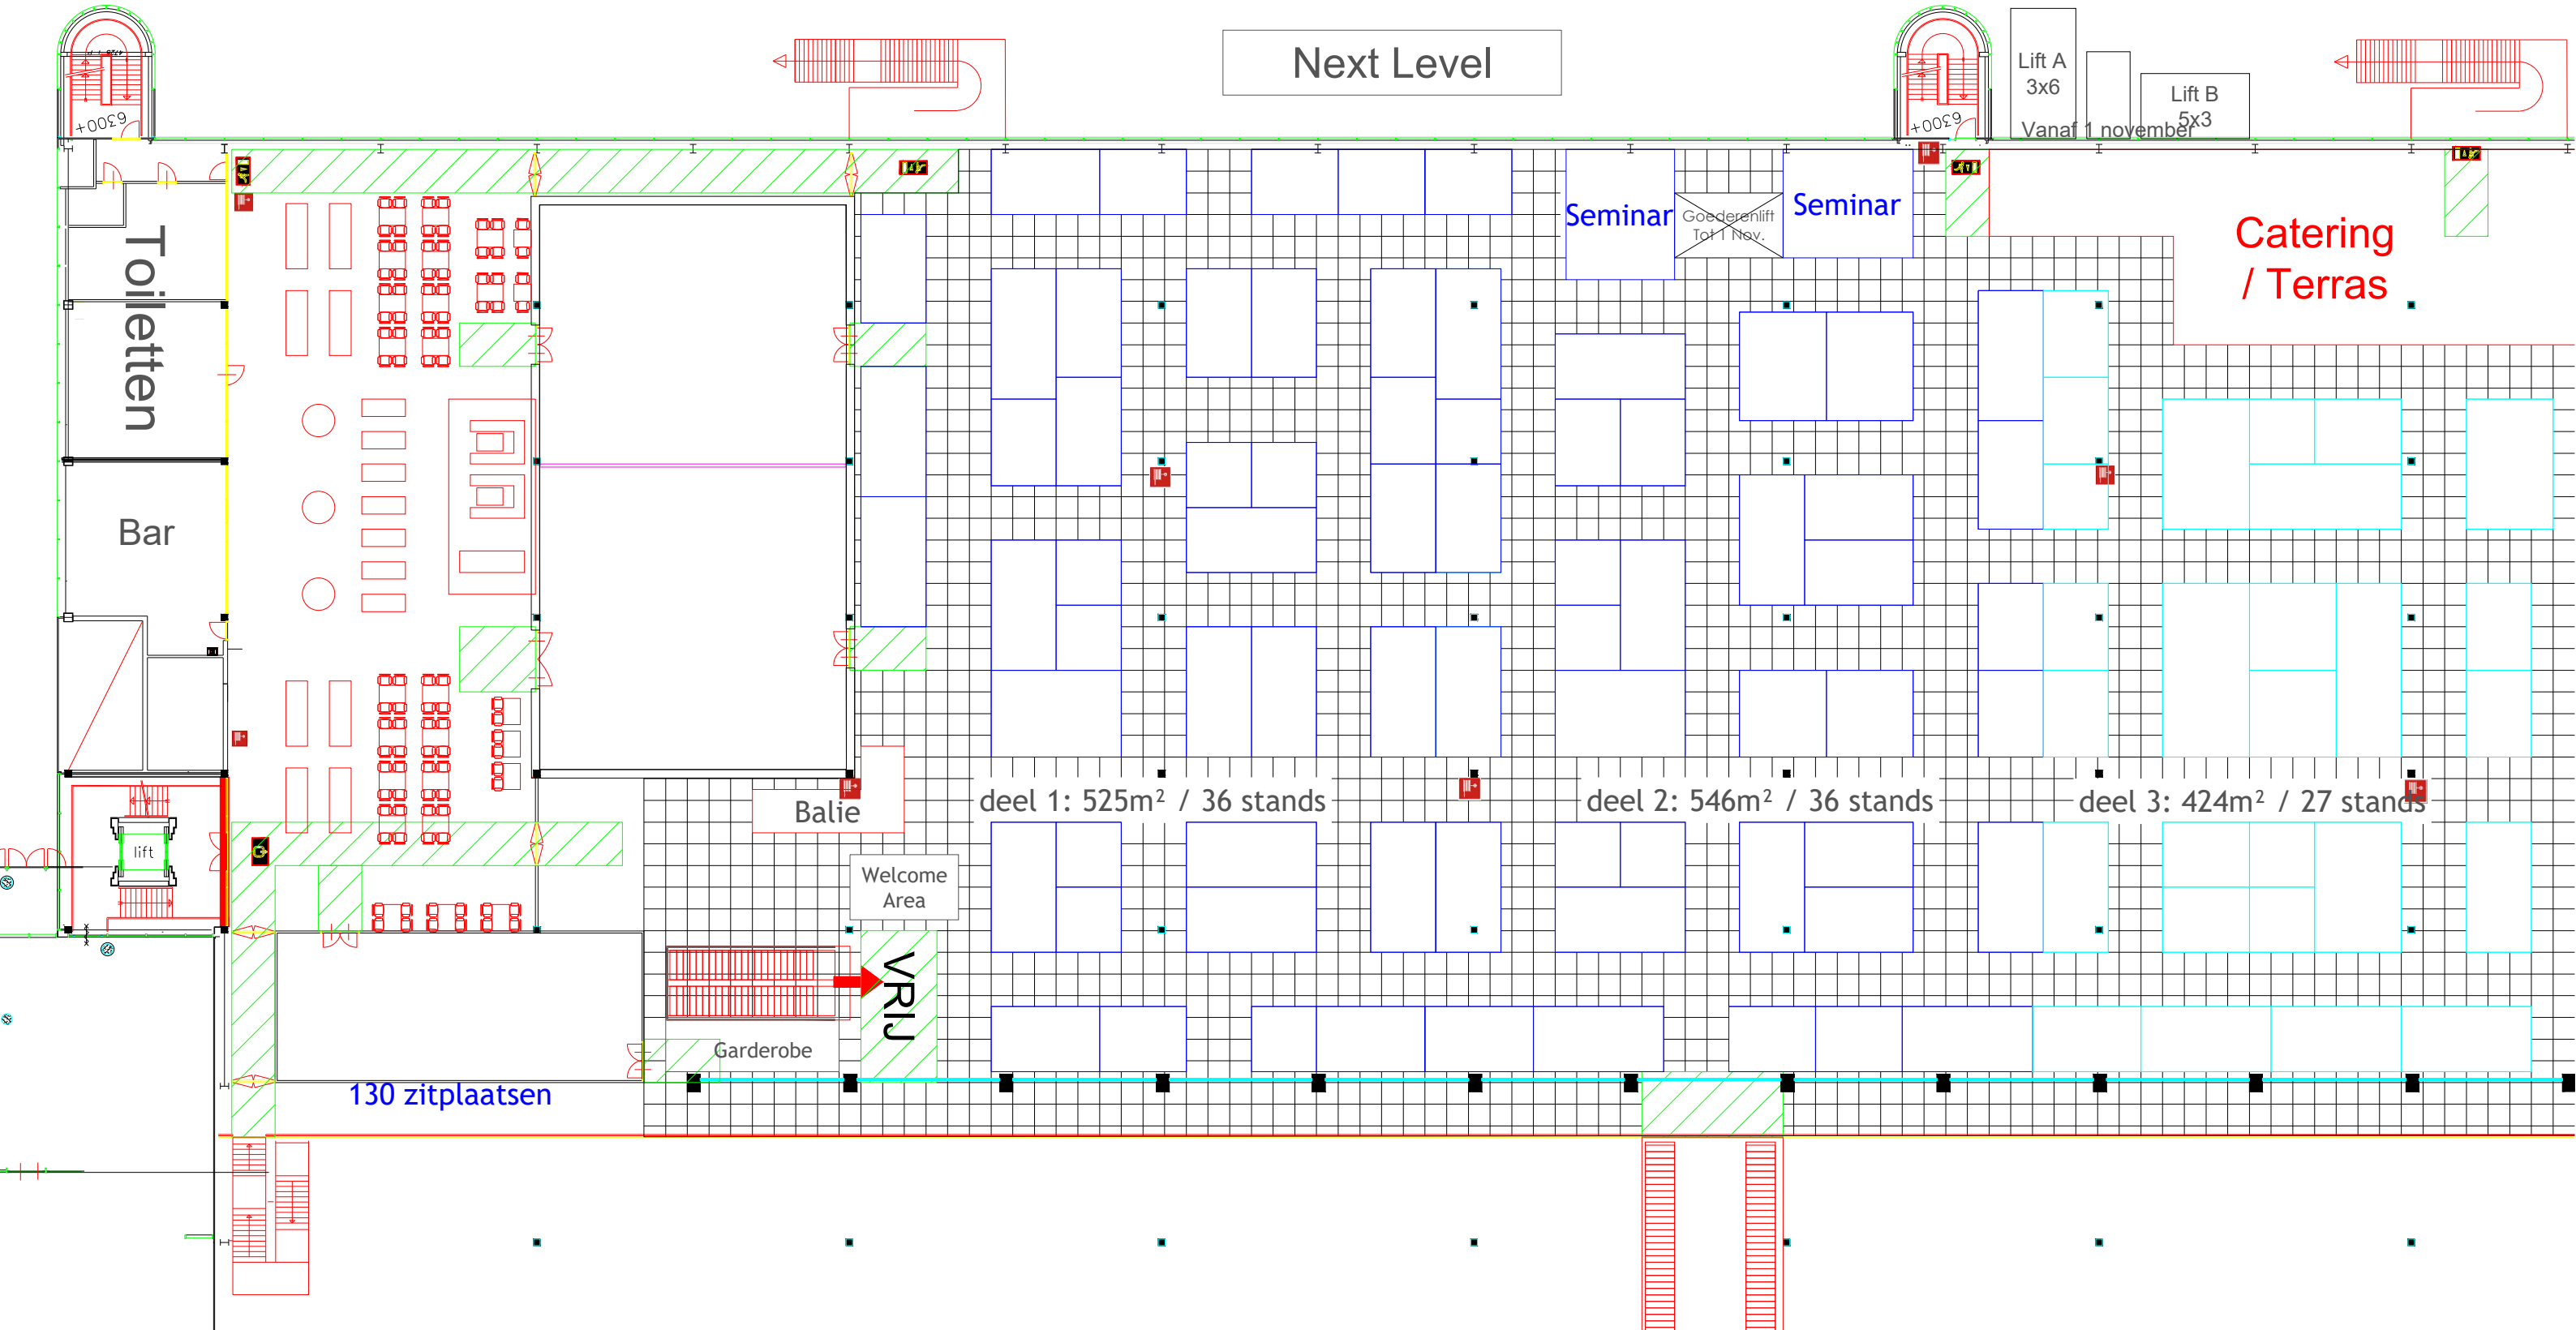 Next Level
Lift A
3x6
Lift B
5x3
Vanaf 1 november
6300+
6300+
Toiletten
Seminar
Goederenlift
Tot 1 Nov.
Seminar
Catering
/ Terras
Bar
Balie
deel 1: 525m² / 36 stands
deel 2: 546m² / 36 stands
deel 3: 424m² / 27 stands
lift
Welcome
Area
VRIJ
Garderobe
130 zitplaatsen